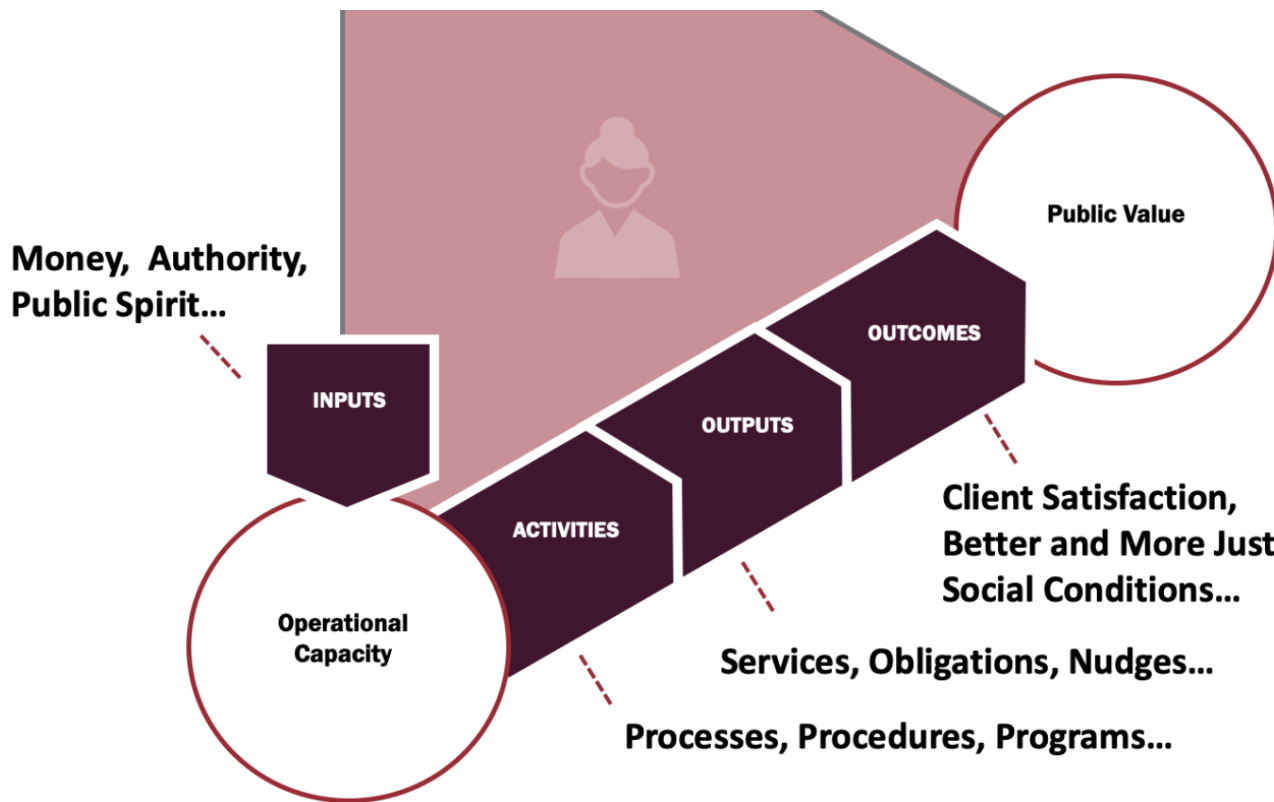 Public Value
Money, Authority,
Public Spirit...
OUTCOMES
INPUTS
OUTPUTS
Client Satisfaction,
Better and More Just
Social Conditions...
ACTIVITIES
Operational
Capacity
Services, Obligations, Nudges...
Processes, Procedures, Programs...